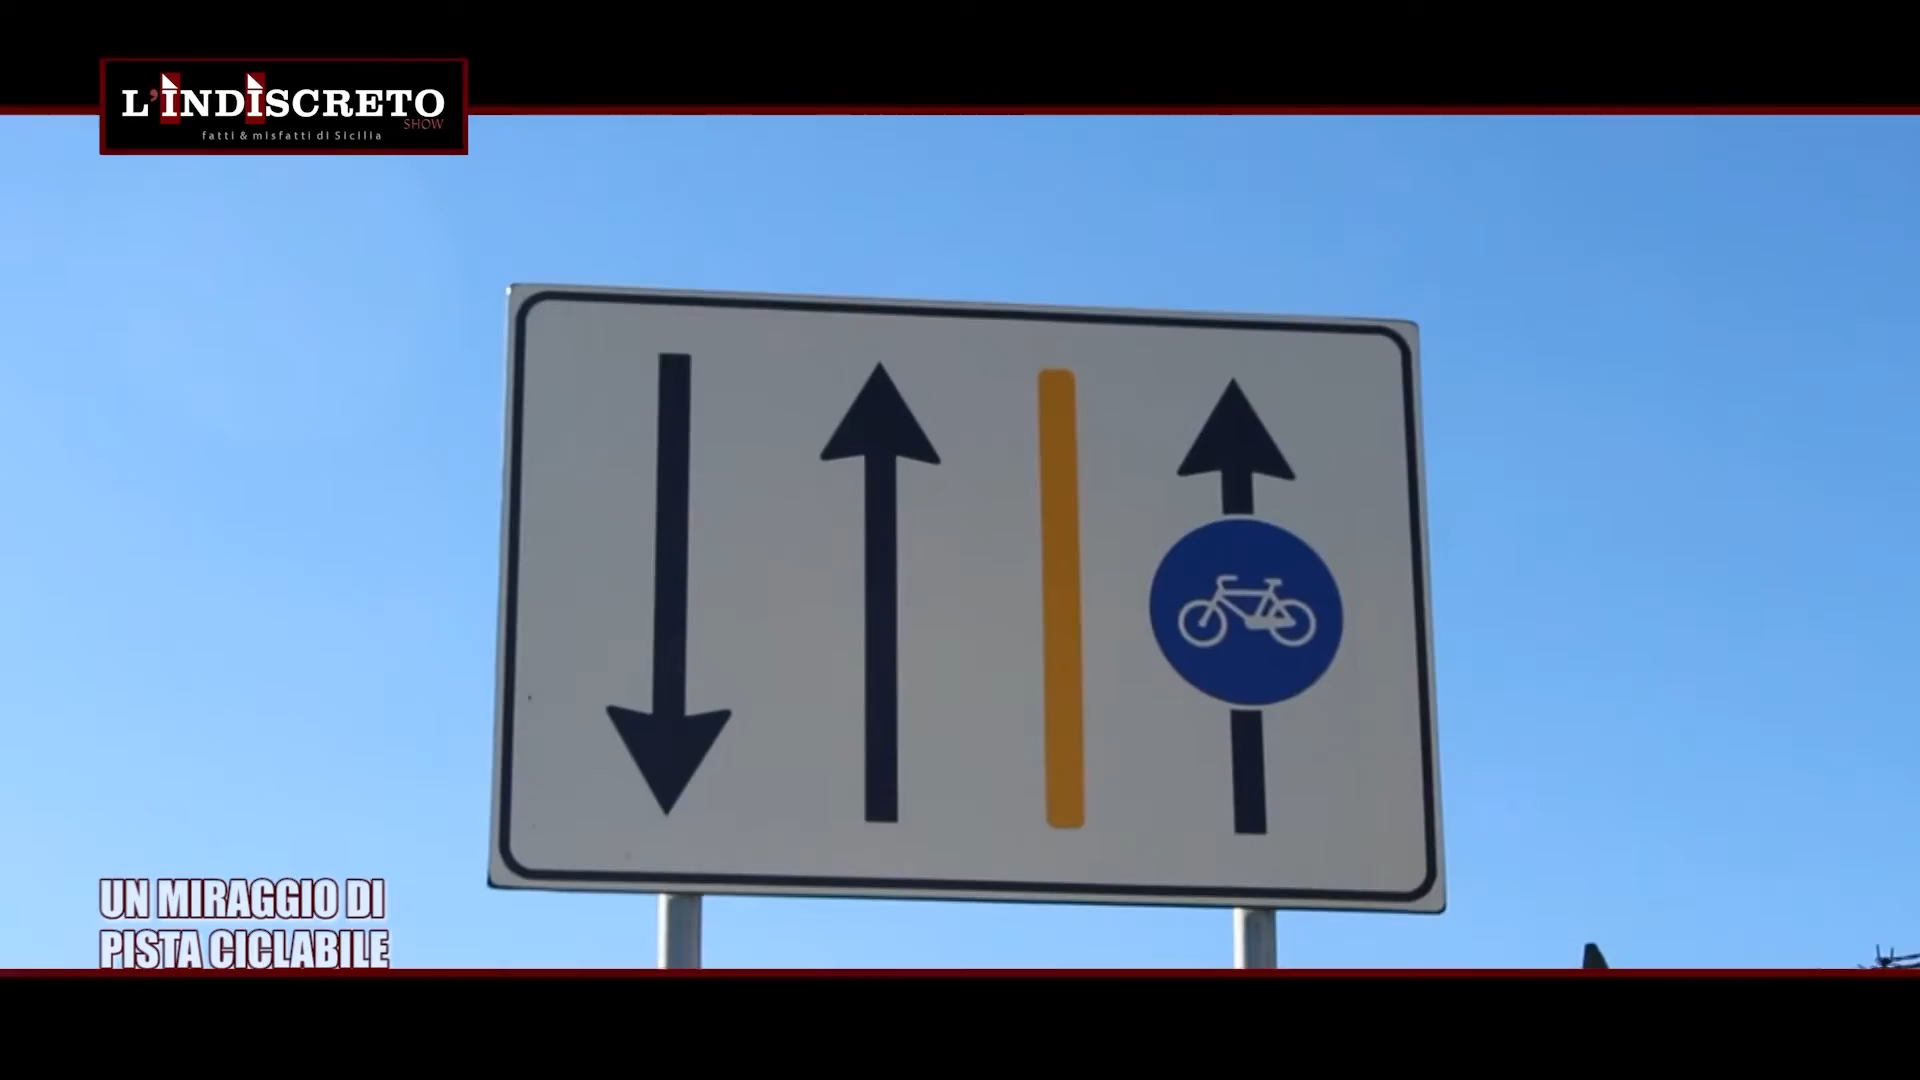 L'INDISCRETO
SHOW
fatti & misfatti di Sicilia
UN MIRAGGIO DI
PISTA CICLABILE